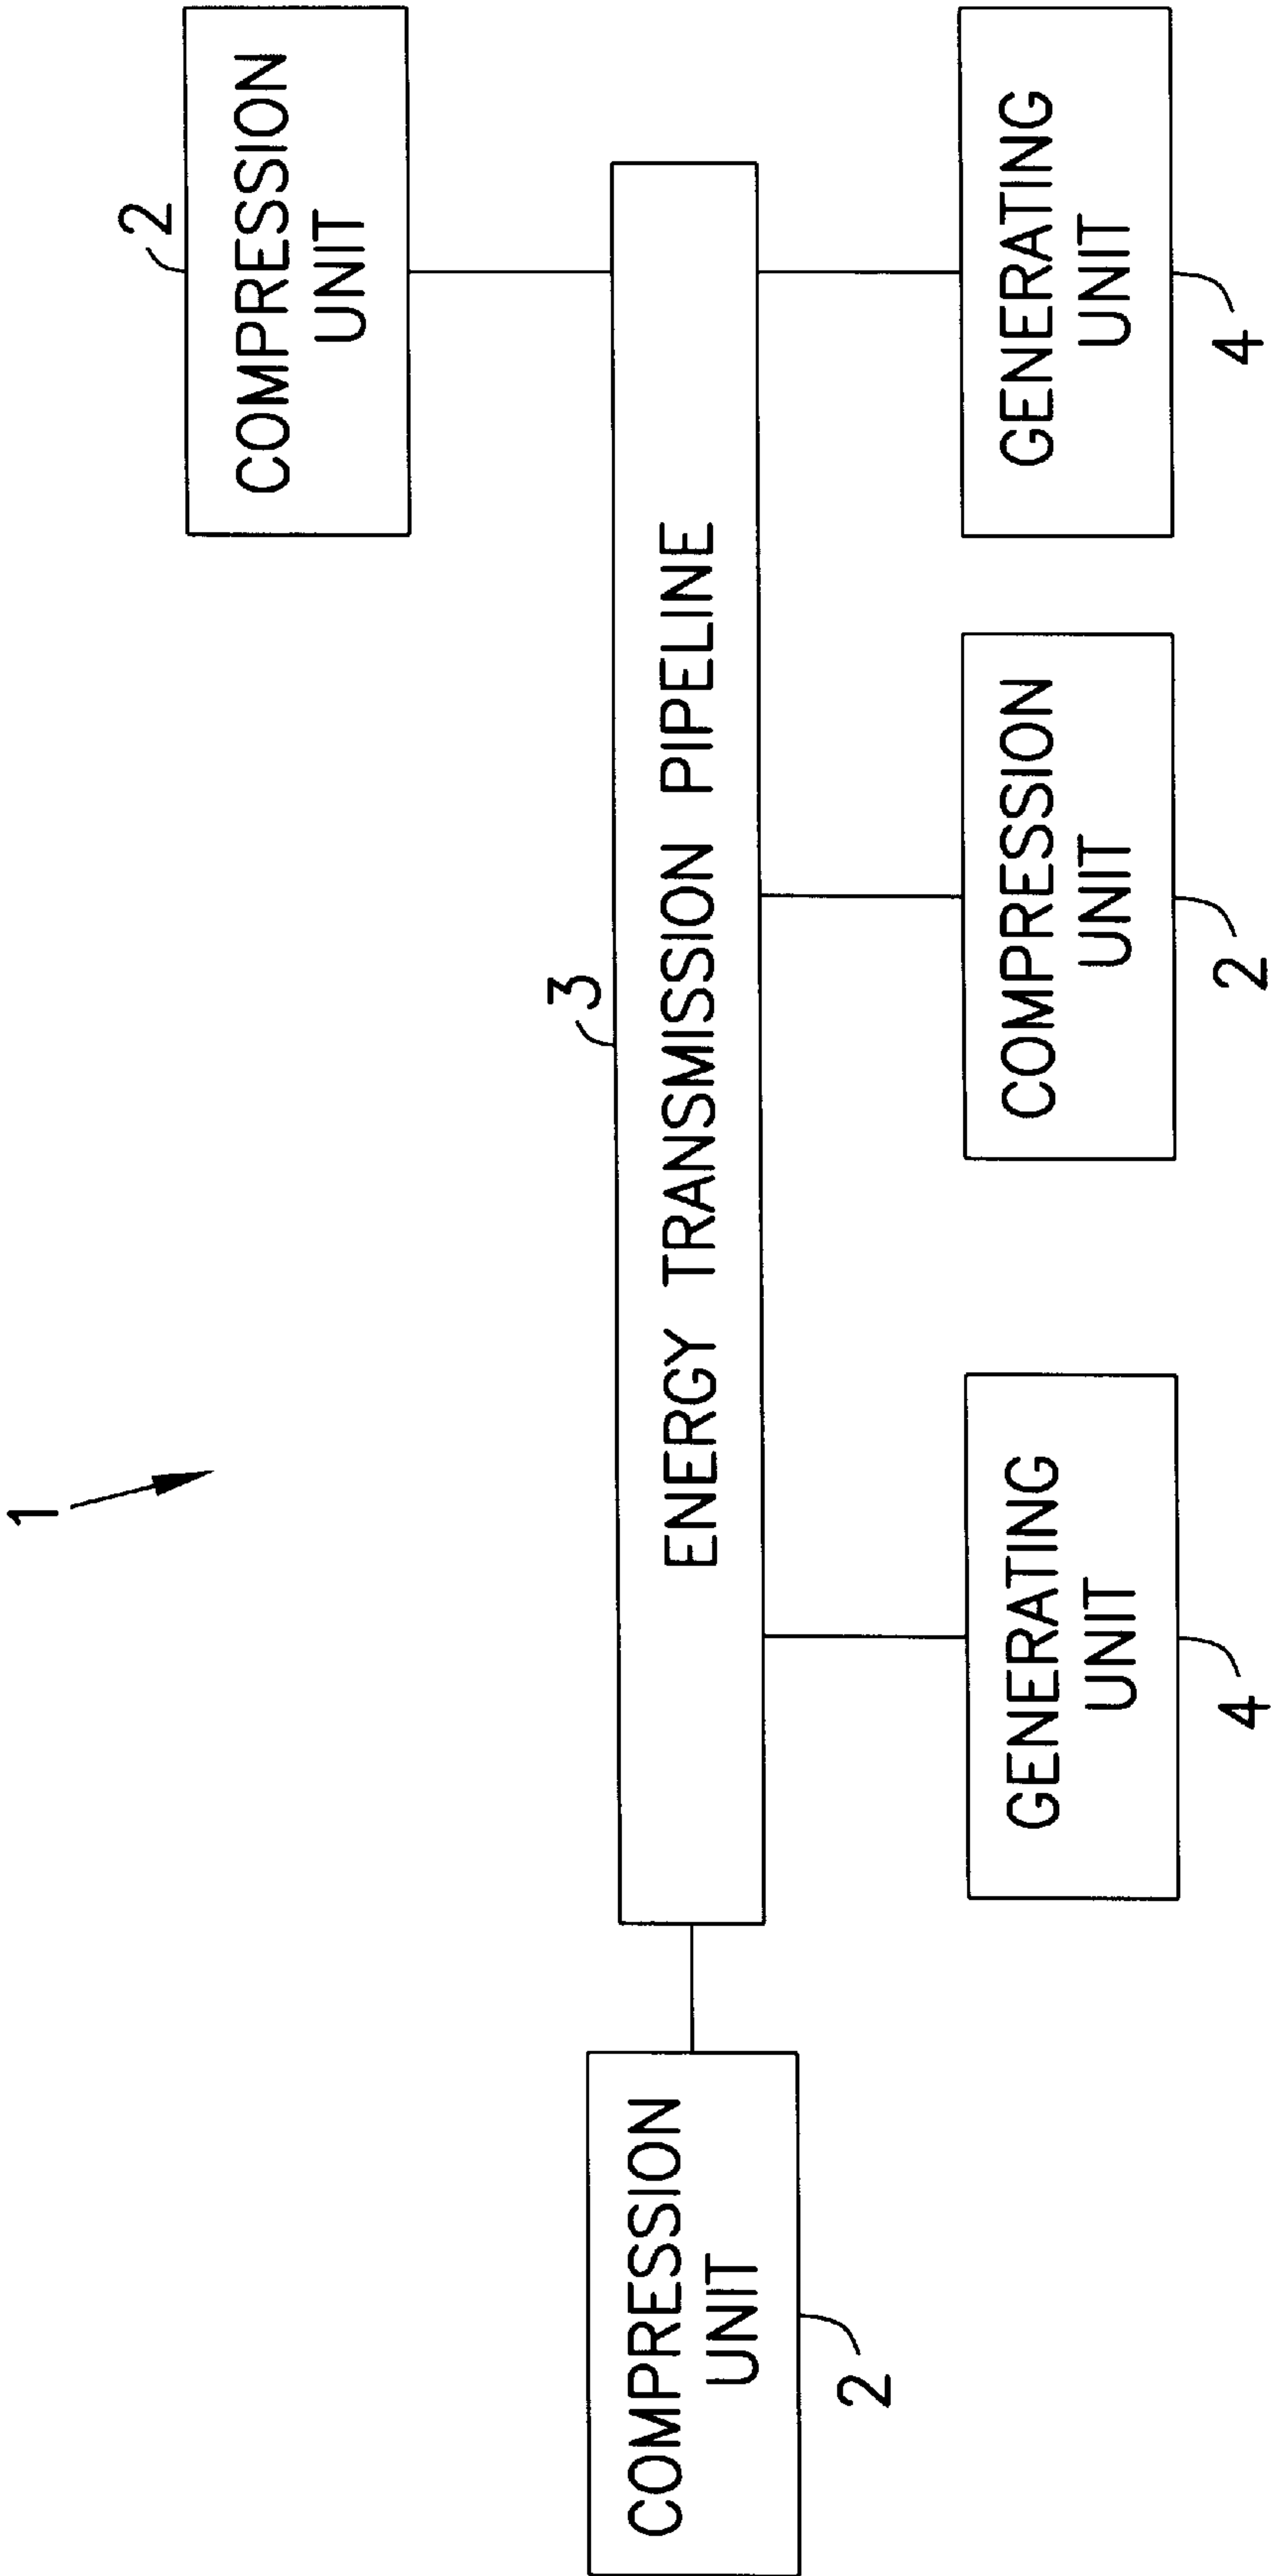 1
2
COMPRESSION
UNIT
3
COMPRESSION
UNIT
2
ENERGY TRANSMISSION PIPELINE
GENERATING
UNIT
4
COMPRESSION
UNIT
2
GENERATING
UNIT
4